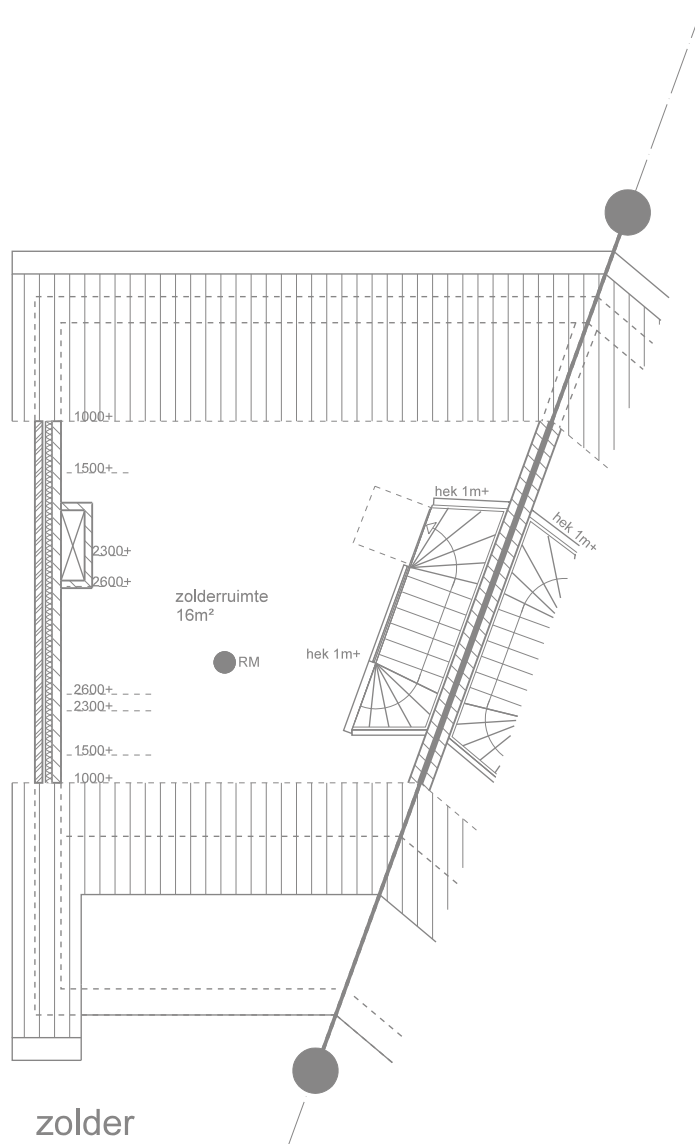 1000+
1500+
hek 1m+
hek 1m+
2300+
2600+
zolderruimte
16m²
hek 1m+
RM
2600+
2300+
1500+
1000+
zolder